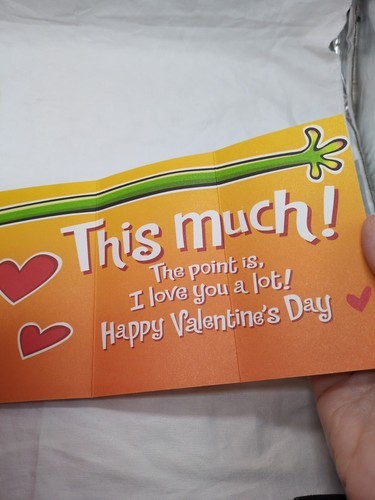 This much!
The point is,
I love you a lot!
Happy Valentine's Day